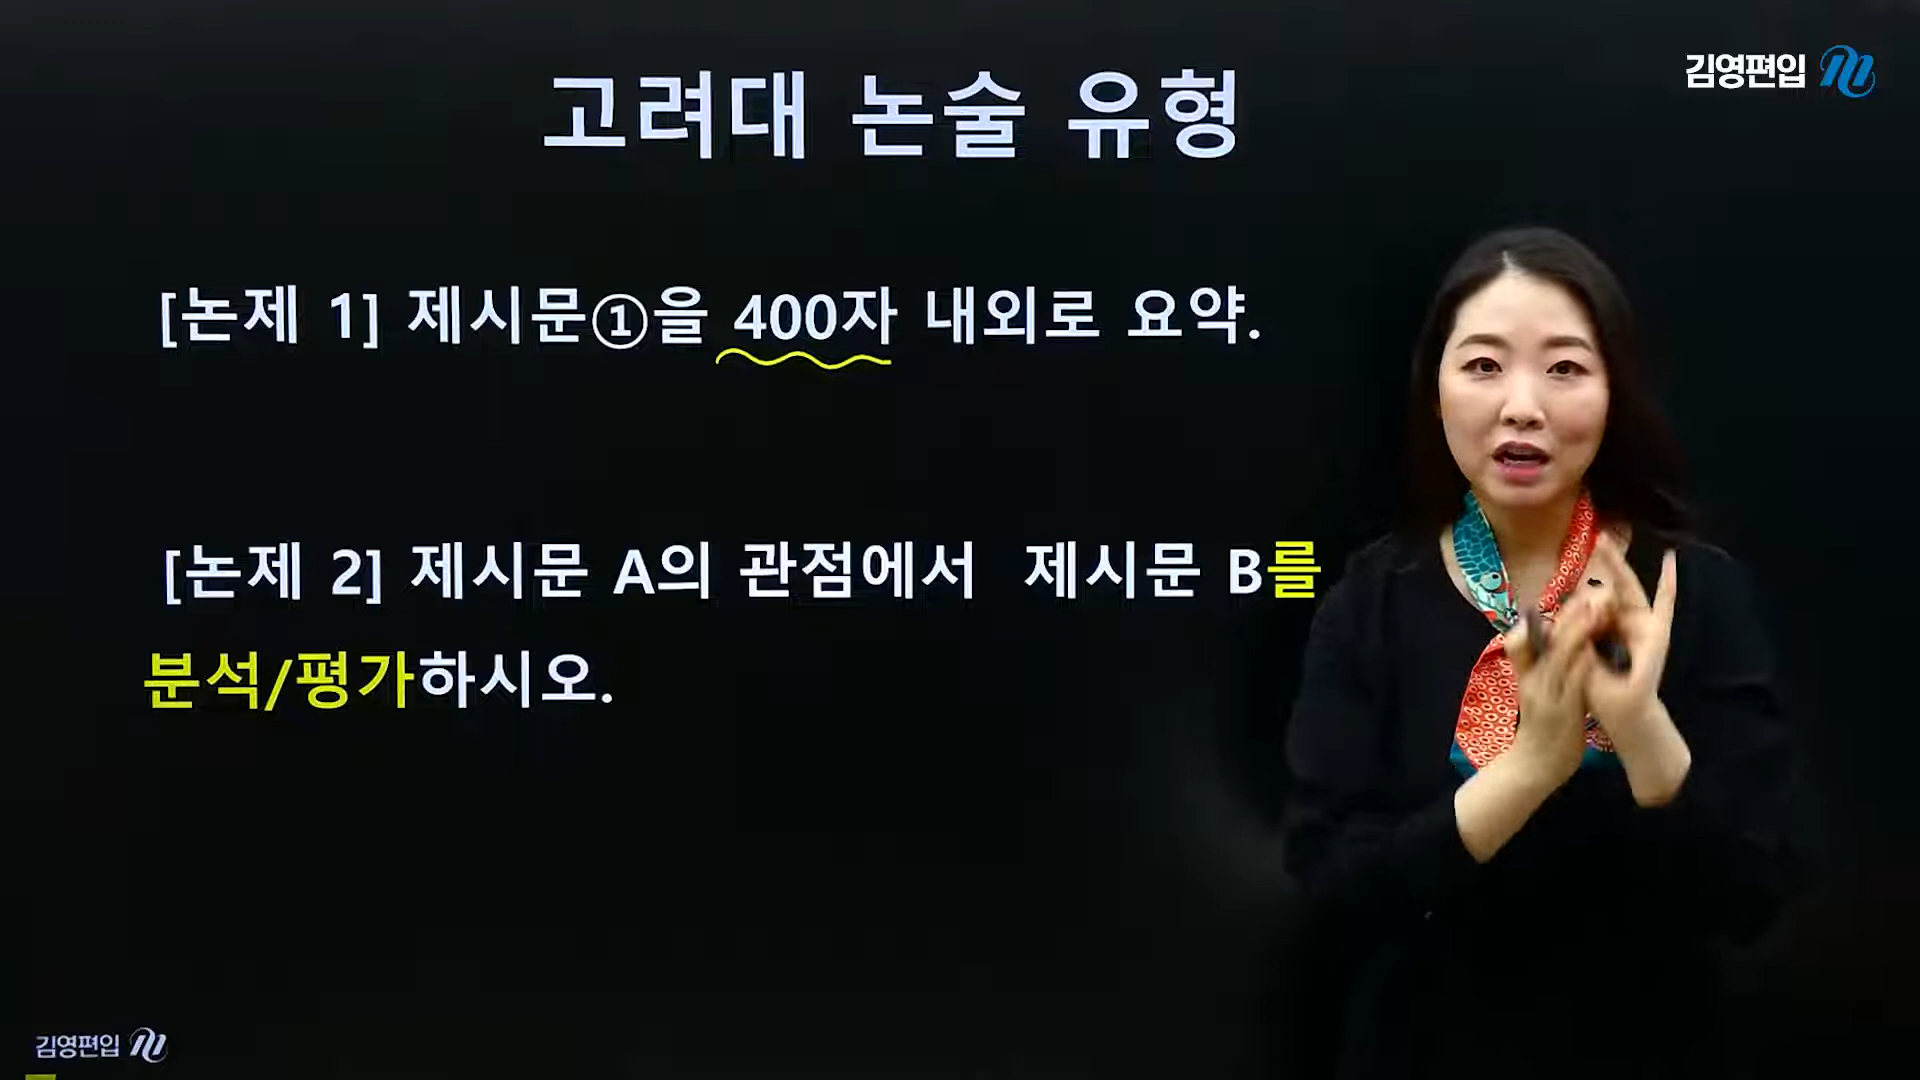 김영편입
고려대 논술 유형
[논제 1] 제시문①을 400자 내외로 요약.
[논제 2] 제시문 A의 관점에서 제시문 B를
분석/평가하시오.
김영편입